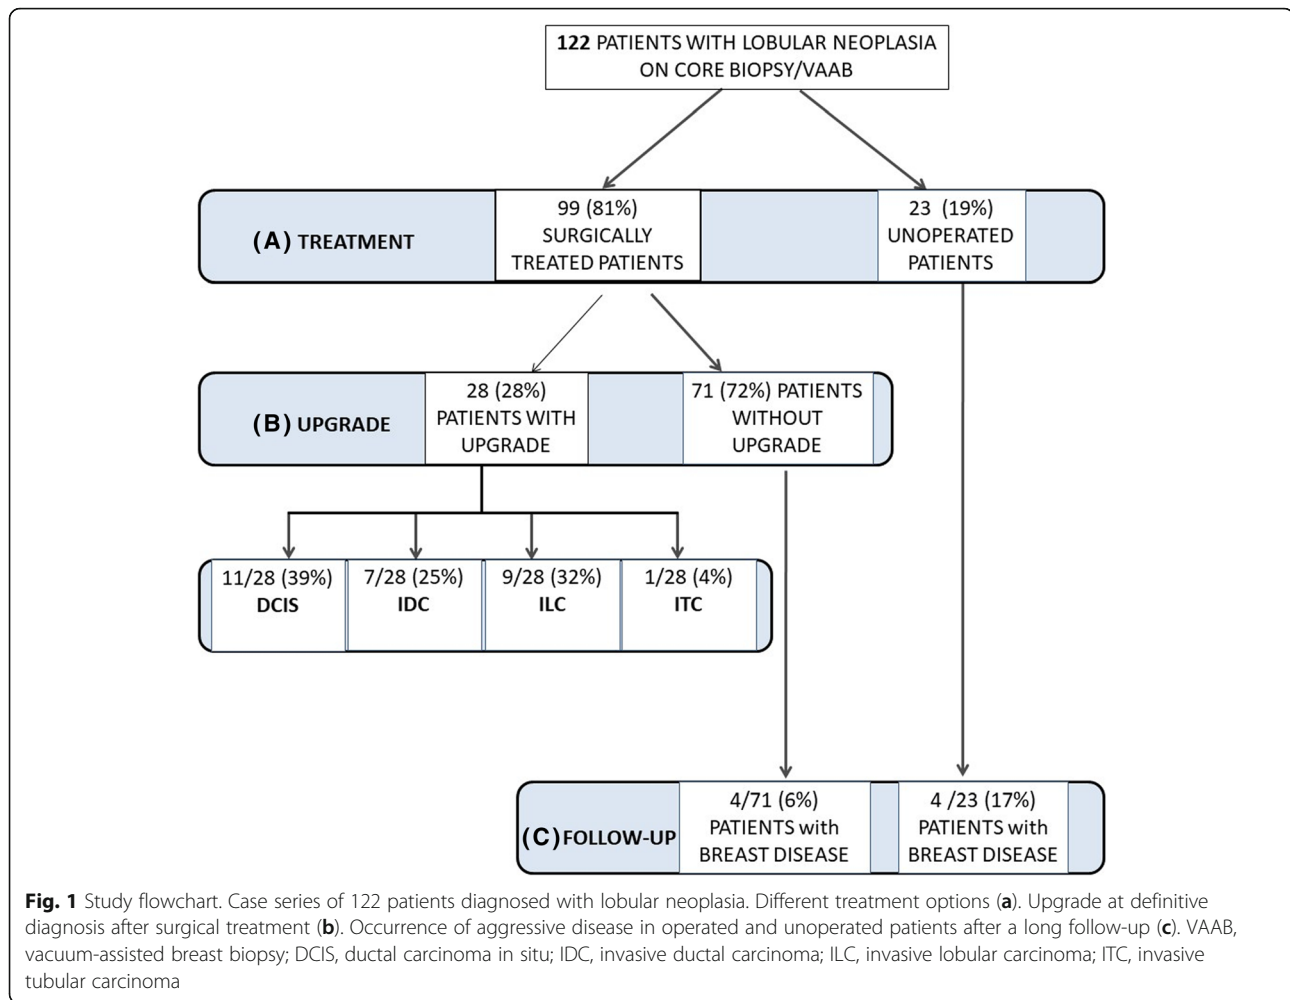 122 PATIENTS WITH LOBULAR NEOPLASIA
ON CORE BIOPSY/VAAB
(A) TREATMENT
99 (81%)
SURGICALLY
TREATED PATIENTS
23 (19%)
UNOPERATED
PATIENTS
(B) UPGRADE
28 (28%)
PATIENTS WITH
UPGRADE
71 (72%) PATIENTS
WITHOUT
UPGRADE
11/28 (39%)
DCIS
7/28 (25%)
IDC
9/28 (32%)
ILC
1/28 (4%)
ITC
(C) FOLLOW-UP
4/71 (6%)
PATIENTS with
BREAST DISEASE
4 /23 (17%)
PATIENTS with
BREAST DISEASE
Fig. 1 Study flowchart. Case series of 122 patients diagnosed with lobular neoplasia. Different treatment options (a). Upgrade at definitive
diagnosis after surgical treatment (b). Occurrence of aggressive disease in operated and unoperated patients after a long follow-up (c). VAAB,
vacuum-assisted breast biopsy; DCIS, ductal carcinoma in situ; IDC, invasive ductal carcinoma; ILC, invasive lobular carcinoma; ITC, invasive
tubular carcinoma